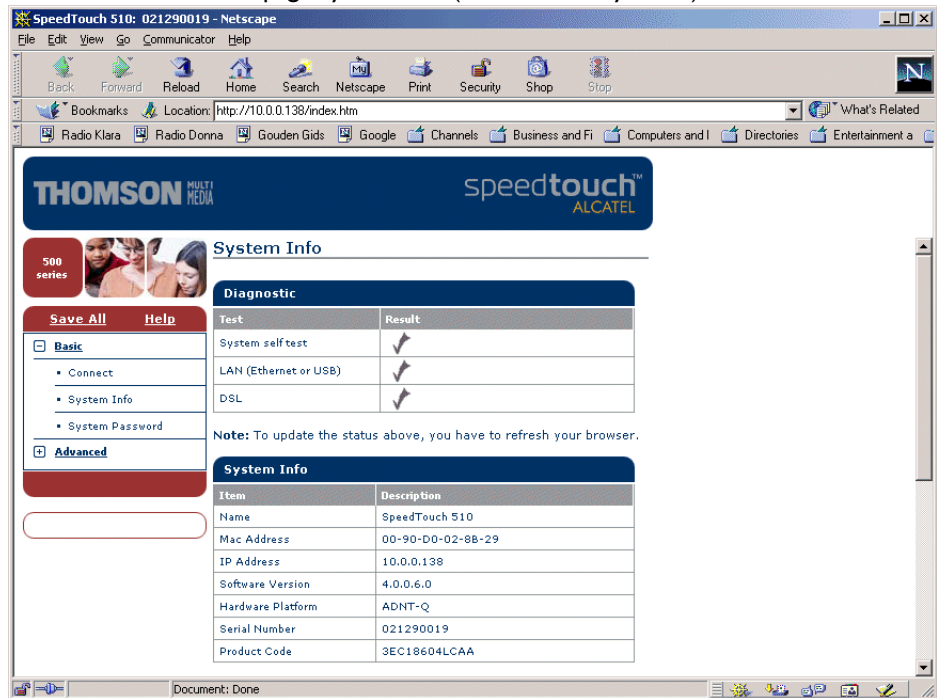 SpeedTouch 510: 021290019 - Netscape
File Edit View Go Communicator Help
Back Forward Reload Home Search Netscape Print Security Shop Stop
My
N
Bookmarks Location: http://10.0.0.138/index.htm What's Related
Radio Klara Radio Donna Gouden Gids Google Channels Business and Fi Computers and I Directories Entertainment a
THOMSON MULTI MEDIA
speedtouch™
ALCATEL
500 series
System Info
Diagnostic
Save All Help
Test Result
Basic
System self test
Connect
LAN (Ethernet or USB)
System Info
DSL
System Password
Note: To update the status above, you have to refresh your browser.
Advanced
System Info
Item Description
Name SpeedTouch 510
Mac Address 00-90-D0-02-8B-29
IP Address 10.0.0.138
Software Version 4.0.0.6.0
Hardware Platform ADNT-Q
Serial Number 021290019
Product Code 3EC18604LCAA
Document: Done